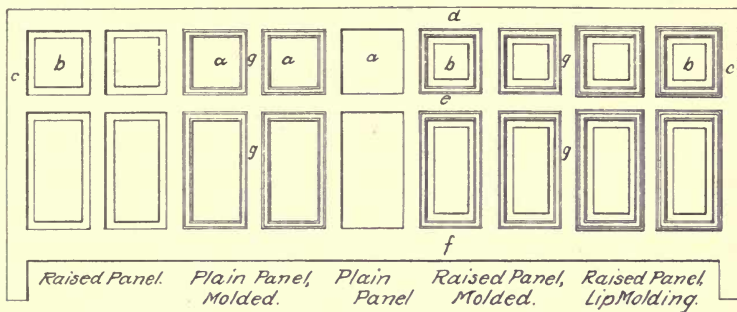 d
b a g a a b g b
c c
e
g g
f
Raised Panel. Plain Panel, Plain Raised Panel, Raised Panel,
Molded. Panel Molded. Lip Molding.